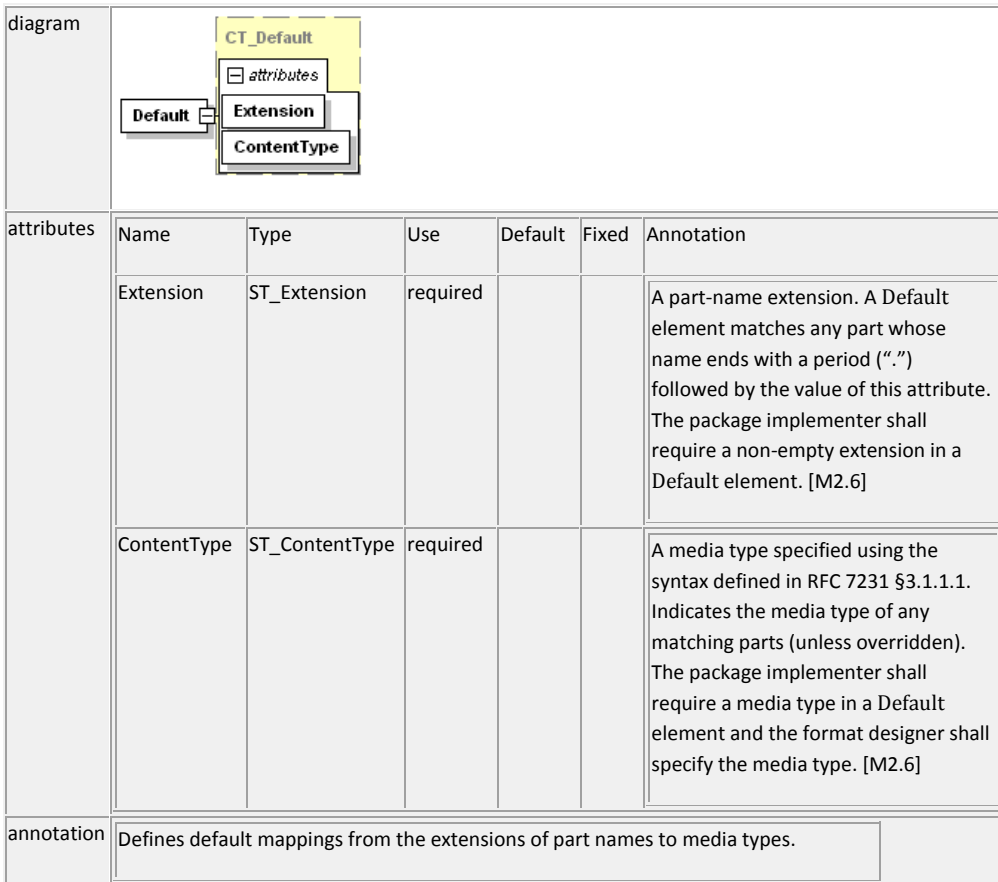 diagram
CT_Default
attributes
Default
Extension
ContentType
attributes
Name Type Use Default Fixed Annotation
Extension ST_Extension required A part-name extension. A Default
element matches any part whose
name ends with a period (“.”)
followed by the value of this attribute.
The package implementer shall
require a non-empty extension in a
Default element. [M2.6]
ContentType ST_ContentType required A media type specified using the
syntax defined in RFC 7231 §3.1.1.1.
Indicates the media type of any
matching parts (unless overridden).
The package implementer shall
require a media type in a Default
element and the format designer shall
specify the media type. [M2.6]
annotation Defines default mappings from the extensions of part names to media types.